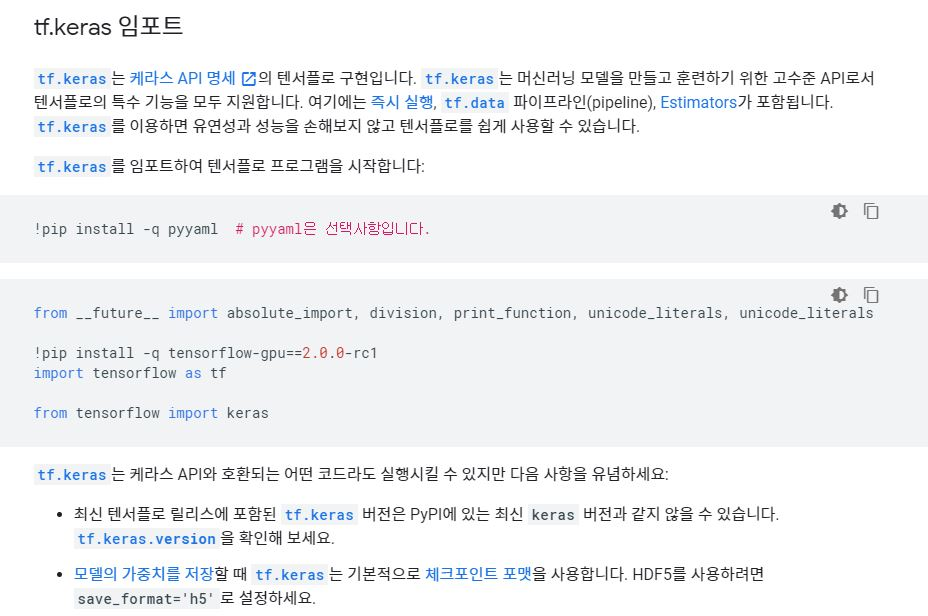 tf.keras 임포트
tf.keras 는 케라스 API 명세 의 텐서플로 구현입니다. tf.keras 는 머신러닝 모델을 만들고 훈련하기 위한 고수준 API로서
텐서플로의 특수 기능을 모두 지원합니다. 여기에는 즉시 실행, tf.data 파이프라인(pipeline), Estimators가 포함됩니다.
tf.keras 를 이용하면 유연성과 성능을 손해보지 않고 텐서플로를 쉽게 사용할 수 있습니다.
tf.keras 를 임포트하여 텐서플로 프로그램을 시작합니다:
!pip install -q pyyaml  # pyyaml은 선택사항입니다.
from __future__ import absolute_import, division, print_function, unicode_literals, unicode_literals
!pip install -q tensorflow-gpu==2.0.0-rc1
import tensorflow as tf
from tensorflow import keras
tf.keras 는 케라스 API와 호환되는 어떤 코드라도 실행시킬 수 있지만 다음 사항을 유념하세요:
• 최신 텐서플로 릴리스에 포함된 tf.keras 버전은 PyPI에 있는 최신 keras 버전과 같지 않을 수 있습니다.
tf.keras.version 을 확인해 보세요.
• 모델의 가중치를 저장할 때 tf.keras 는 기본적으로 체크포인트 포맷을 사용합니다. HDF5를 사용하려면
save_format='h5' 로 설정하세요.